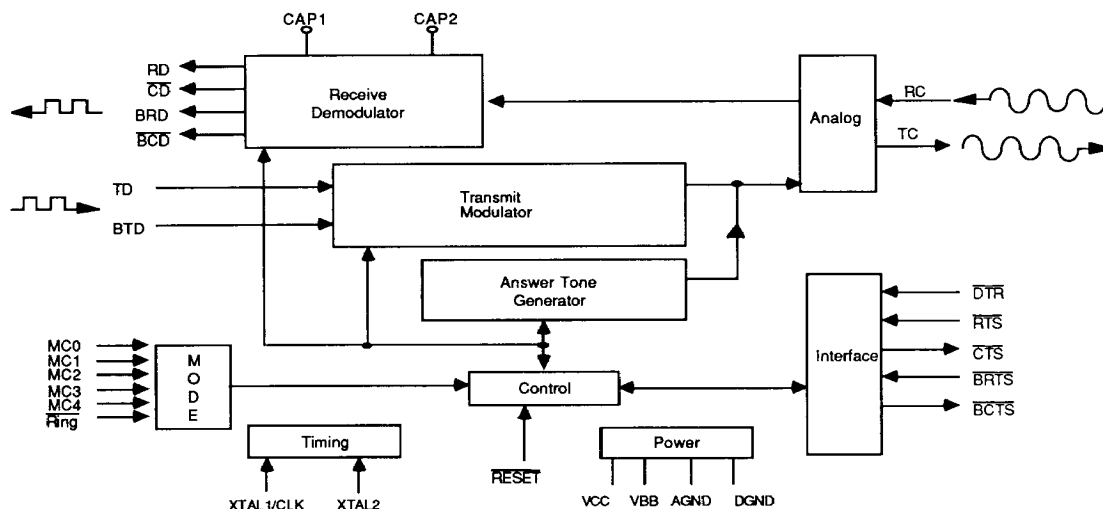 CAP1
CAP2
RD
CD
BRD
BCD
Receive
Demodulator
Analog
RC
TC
TD
BTD
Transmit
Modulator
Answer Tone
Generator
DTR
RTS
CTS
BRTS
BCTS
Interface
MC0
MC1
MC2
MC3
MC4
Ring
MODE
Control
Timing
Power
RESET
XTAL1/CLK
XTAL2
VCC
VBB
AGND
DGND